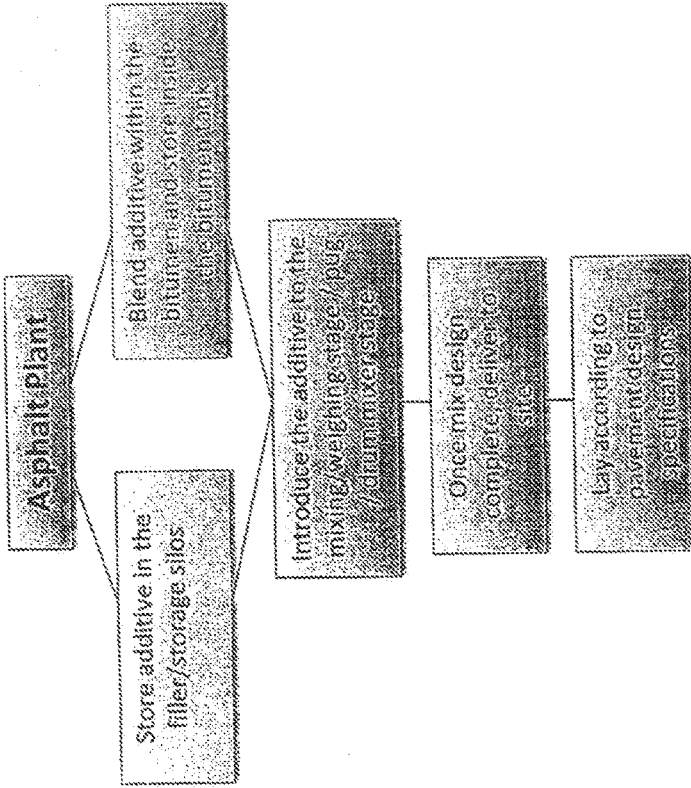 Asphalt Plant
Store additive in the
filler/storage silos
Blend additive within the
bitumen and store inside
the bitumen tank
Introduce the additive to the
mixing/weighing stage / pug
/ drum mixer stage
Once mix design
complete, deliver to
site
Lay according to
pavement design
specifications